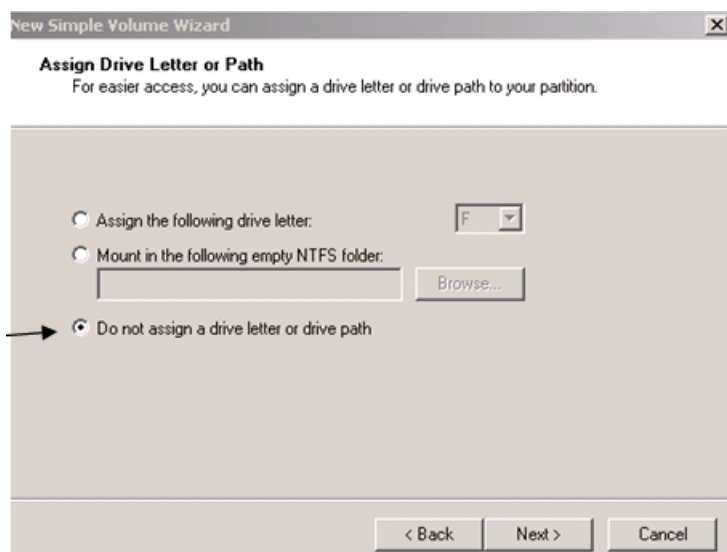 New Simple Volume Wizard
Assign Drive Letter or Path
For easier access, you can assign a drive letter or drive path to your partition.
Assign the following drive letter: F
Mount in the following empty NTFS folder:
Browse...
Do not assign a drive letter or drive path
< Back Next > Cancel